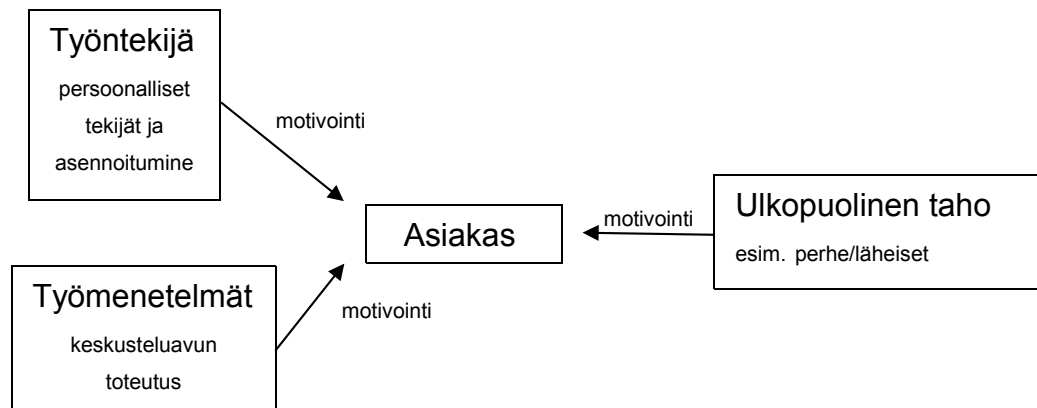 Työntekijä
persoonalliset
tekijät ja
asennoitumine
motivointi
Asiakas
motivointi
Ulkopuolinen taho
esim. perhe/läheiset
Työmenetelmät
keskusteluavun
toteutus
motivointi